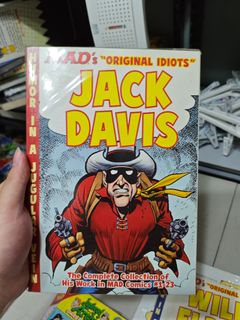 HUMOR IN A JUGULAR VEIN
MAD's "ORIGINAL IDIOTS"
JACK
DAVIS
The Complete Collection of
His Work in MAD Comics #1-23